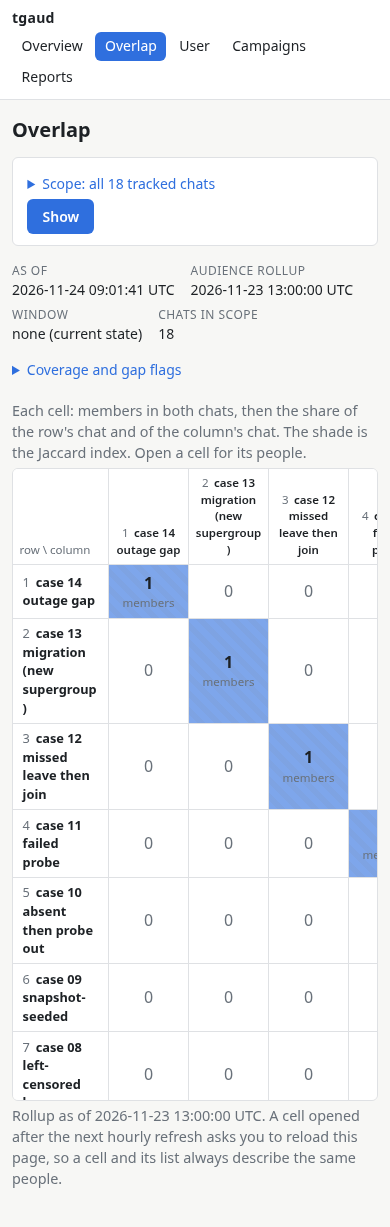 tgaud
Overview Overlap User Campaigns
Reports
Overlap
Scope: all 18 tracked chats
Show
AS OF AUDIENCE ROLLUP
2026-11-24 09:01:41 UTC 2026-11-23 13:00:00 UTC
WINDOW CHATS IN SCOPE
none (current state) 18
Coverage and gap flags
Each cell: members in both chats, then the share of
the row's chat and of the column's chat. The shade is
the Jaccard index. Open a cell for its people.
row \ column
1 case 14
outage gap
2 case 13
migration
(new
supergroup
)
3 case 12
missed
leave then
join
4
1 case 14
outage gap
1
members
0
0
2 case 13
migration
(new
supergroup
)
0
1
members
0
3 case 12
missed
leave then
join
0
0
1
members
4 case 11
failed
probe
0
0
0
5 case 10
absent
then probe
out
0
0
0
6 case 09
snapshot-
seeded
0
0
0
7 case 08
left-
censored
0
0
0
Rollup as of 2026-11-23 13:00:00 UTC. A cell opened
after the next hourly refresh asks you to reload this
page, so a cell and its list always describe the same
people.